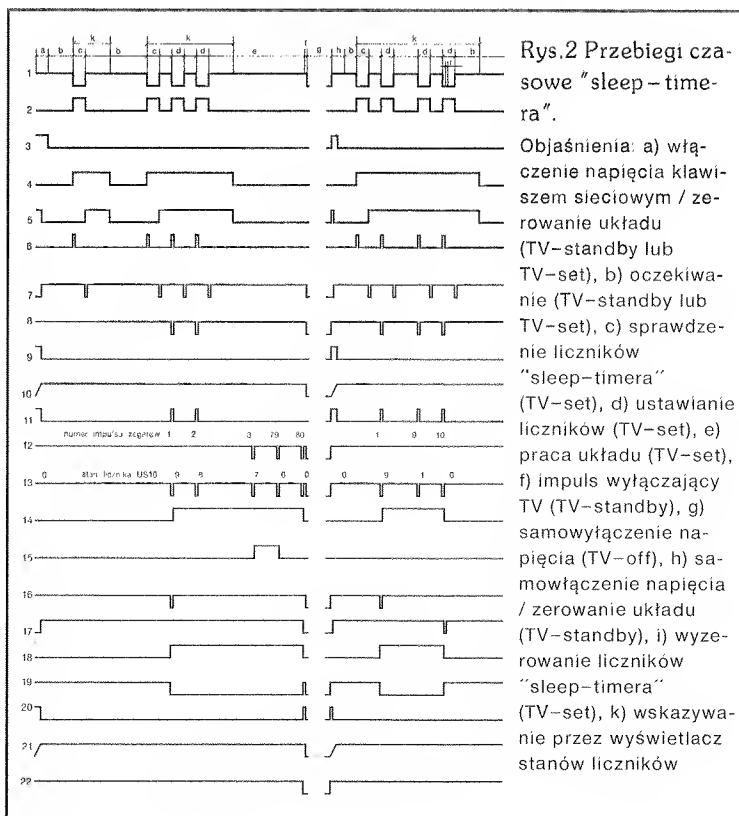 k k k
a b c b c d d e f g h b c d d d b
i
Rys.2 Przebiegi cza-
sowe "sleep-time-
ra".
Objaśnienia: a) włą-
czenie napięcia klawi-
szem sieciowym / ze-
rowanie układu
(TV-standby lub
TV-set), b) oczekiwa-
nie (TV-standby lub
TV-set), c) sprawdze-
nie liczników
"sleep-timera"
(TV-set), d) ustawianie
liczników (TV-set), e)
praca układu (TV-set),
f) impuls wyłączający
TV (TV-standby), g)
samowyłączenie na-
pięcia (TV-off), h) sa-
mowłączenie napięcia
/ zerowanie układu
(TV-standby), i) wyze-
rowanie liczników
"sleep-timera"
(TV-set), k) wskazywa-
nie przez wyświetlacz
stanów liczników
1
2
3
4
5
6
7
8
9
10
11
numer impulsu 1 2 3 79 80 1 9 10
12
0 stan licznika US10 9 8 7 6 0 0 9 1 0
13
14
15
16
17
18
19
20
21
22